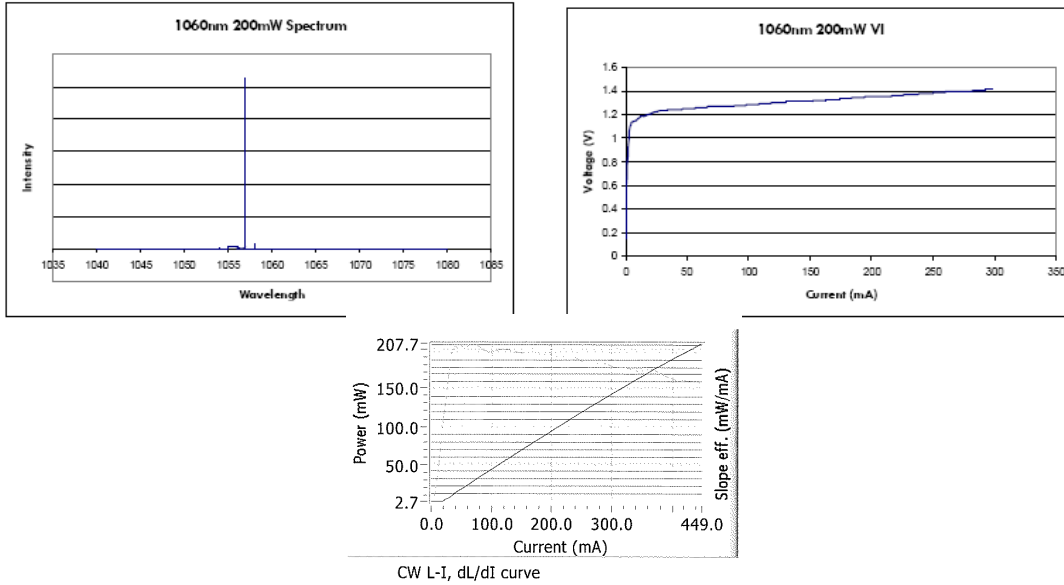 1060nm 200mW Spectrum
Intensity
1035 1040 1045 1050 1055 1060 1065 1070 1075 1080 1085
Wavelength
1060nm 200mW VI
Voltage (V)
1.6
1.4
1.2
1
0.8
0.6
0.4
0.2
0
0 50 100 150 200 250 300 350
Current (mA)
Power (mW)
207.7
150.0
100.0
50.0
2.7
Slope eff. (mW/mA)
0.0 100.0 200.0 300.0 449.0
Current (mA)
CW L-I, dL/dI curve